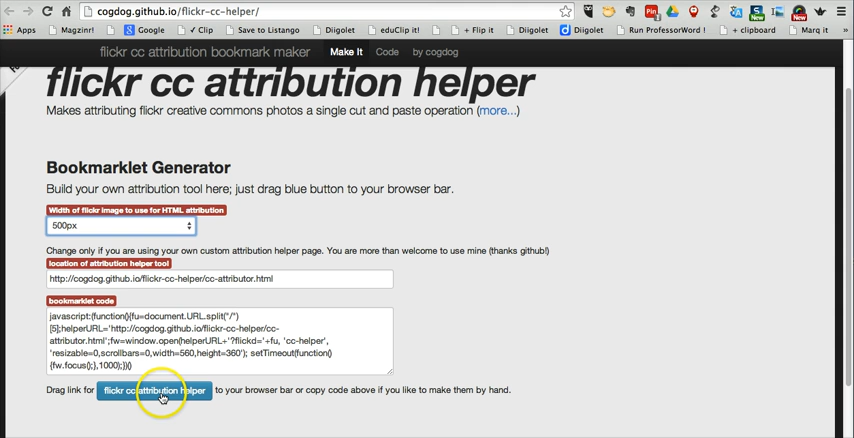 cogdog.github.io/flickr-cc-helper/
Apps Magzinr! Google ✓ Clip Save to Listango Diigolet eduClip it! + Flip it Diigolet Diigolet Run ProfessorWord ! + clipboard Marq it »
flickr cc attribution bookmark maker Make It Code by cogdog
flickr cc attribution helper
Makes attributing flickr creative commons photos a single cut and paste operation (more...)
Bookmarklet Generator
Build your own attribution tool here; just drag blue button to your browser bar.
Width of flickr image to use for HTML attribution
500px
Change only if you are using your own custom attribution helper page. You are more than welcome to use mine (thanks github!)
location of attribution helper tool
http://cogdog.github.io/flickr-cc-helper/cc-attributor.html
bookmarklet code
javascript:(function(){fu=document.URL.split("/")
[5];helperURL='http://cogdog.github.io/flickr-cc-helper/cc-
attributor.html';fw=window.open(helperURL+'?flickd='+fu, 'cc-helper',
'resizable=0,scrollbars=0,width=560,height=360'); setTimeout(function()
{fw.focus();},1000);})()
Drag link for flickr cc attribution helper to your browser bar or copy code above if you like to make them by hand.